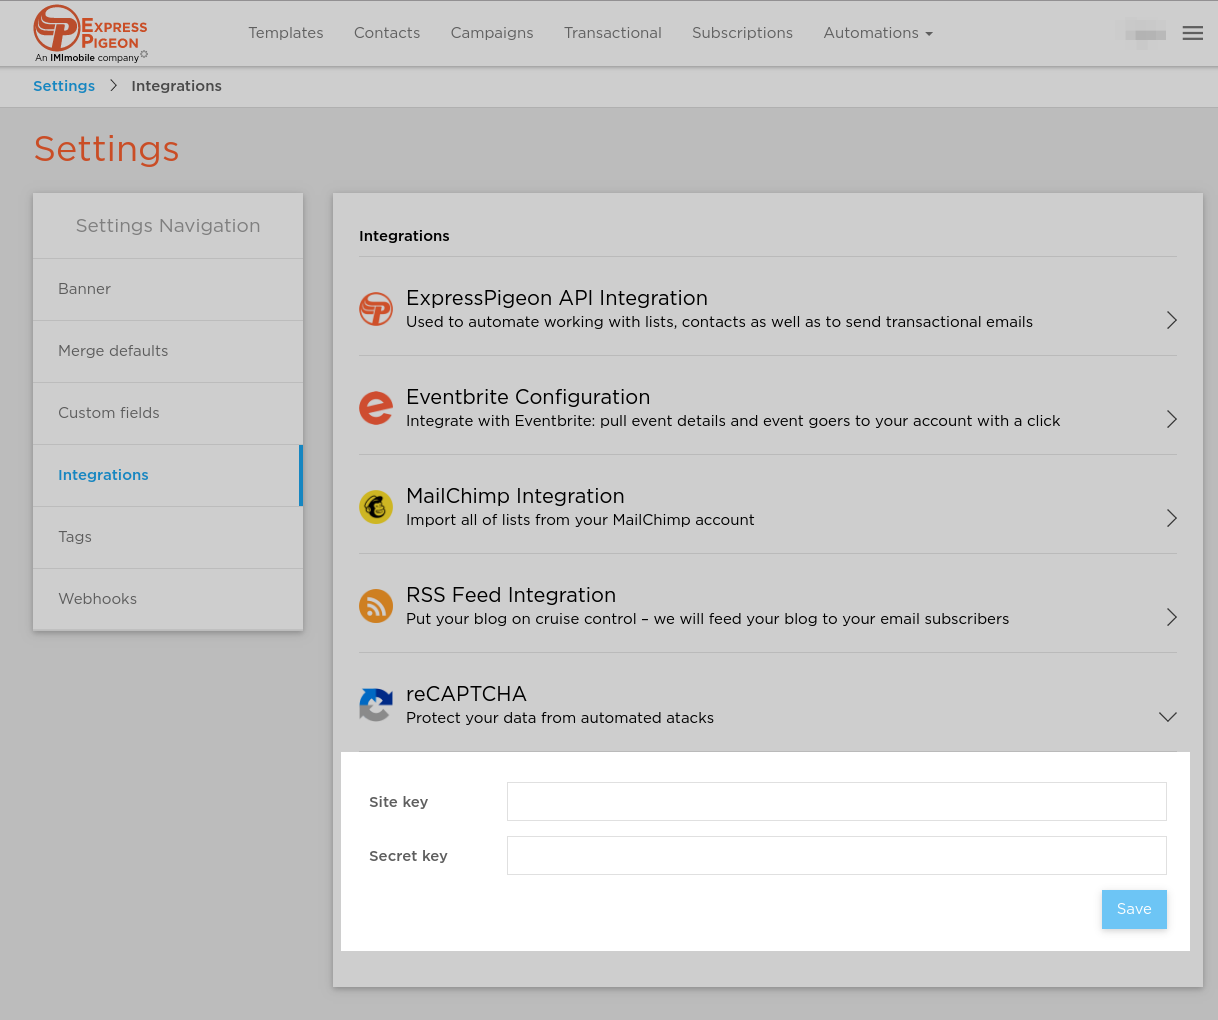 EXPRESS
PIGEON
An IMImobile company
Templates Contacts Campaigns Transactional Subscriptions Automations
Settings > Integrations
Settings
Settings Navigation
Banner
Merge defaults
Custom fields
Integrations
Tags
Webhooks
Integrations
ExpressPigeon API Integration
Used to automate working with lists, contacts as well as to send transactional emails
Eventbrite Configuration
Integrate with Eventbrite: pull event details and event goers to your account with a click
MailChimp Integration
Import all of lists from your MailChimp account
RSS Feed Integration
Put your blog on cruise control – we will feed your blog to your email subscribers
reCAPTCHA
Protect your data from automated atacks
Site key
Secret key
Save